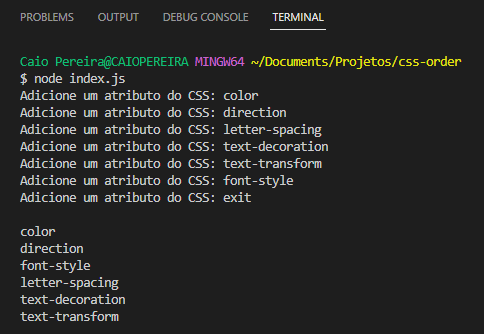 PROBLEMS OUTPUT DEBUG CONSOLE TERMINAL
Caio Pereira@CAIOPEREIRA MINGW64 ~/Documents/Projetos/css-order
$ node index.js
Adicione um atributo do CSS: color
Adicione um atributo do CSS: direction
Adicione um atributo do CSS: letter-spacing
Adicione um atributo do CSS: text-decoration
Adicione um atributo do CSS: text-transform
Adicione um atributo do CSS: font-style
Adicione um atributo do CSS: exit
color
direction
font-style
letter-spacing
text-decoration
text-transform